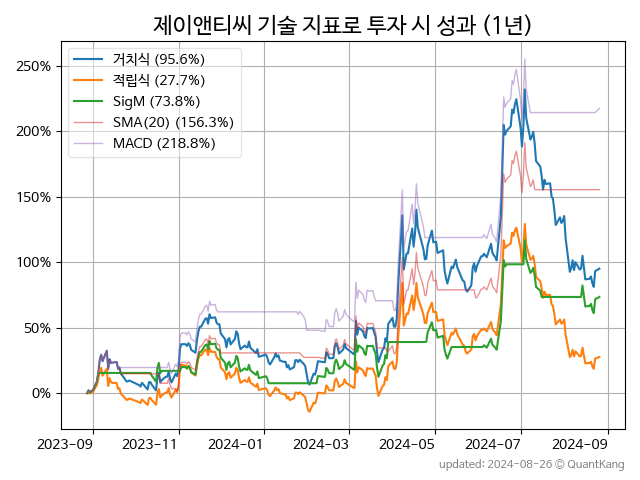 제이앤티씨 기술 지표로 투자 시 성과 (1년)
거치식 (95.6%)
적립식 (27.7%)
SigM (73.8%)
SMA(20) (156.3%)
MACD (218.8%)
250%
200%
150%
100%
50%
0%
2023-09 2023-11 2024-01 2024-03 2024-05 2024-07 2024-09
updated: 2024-08-26 © QuantKang